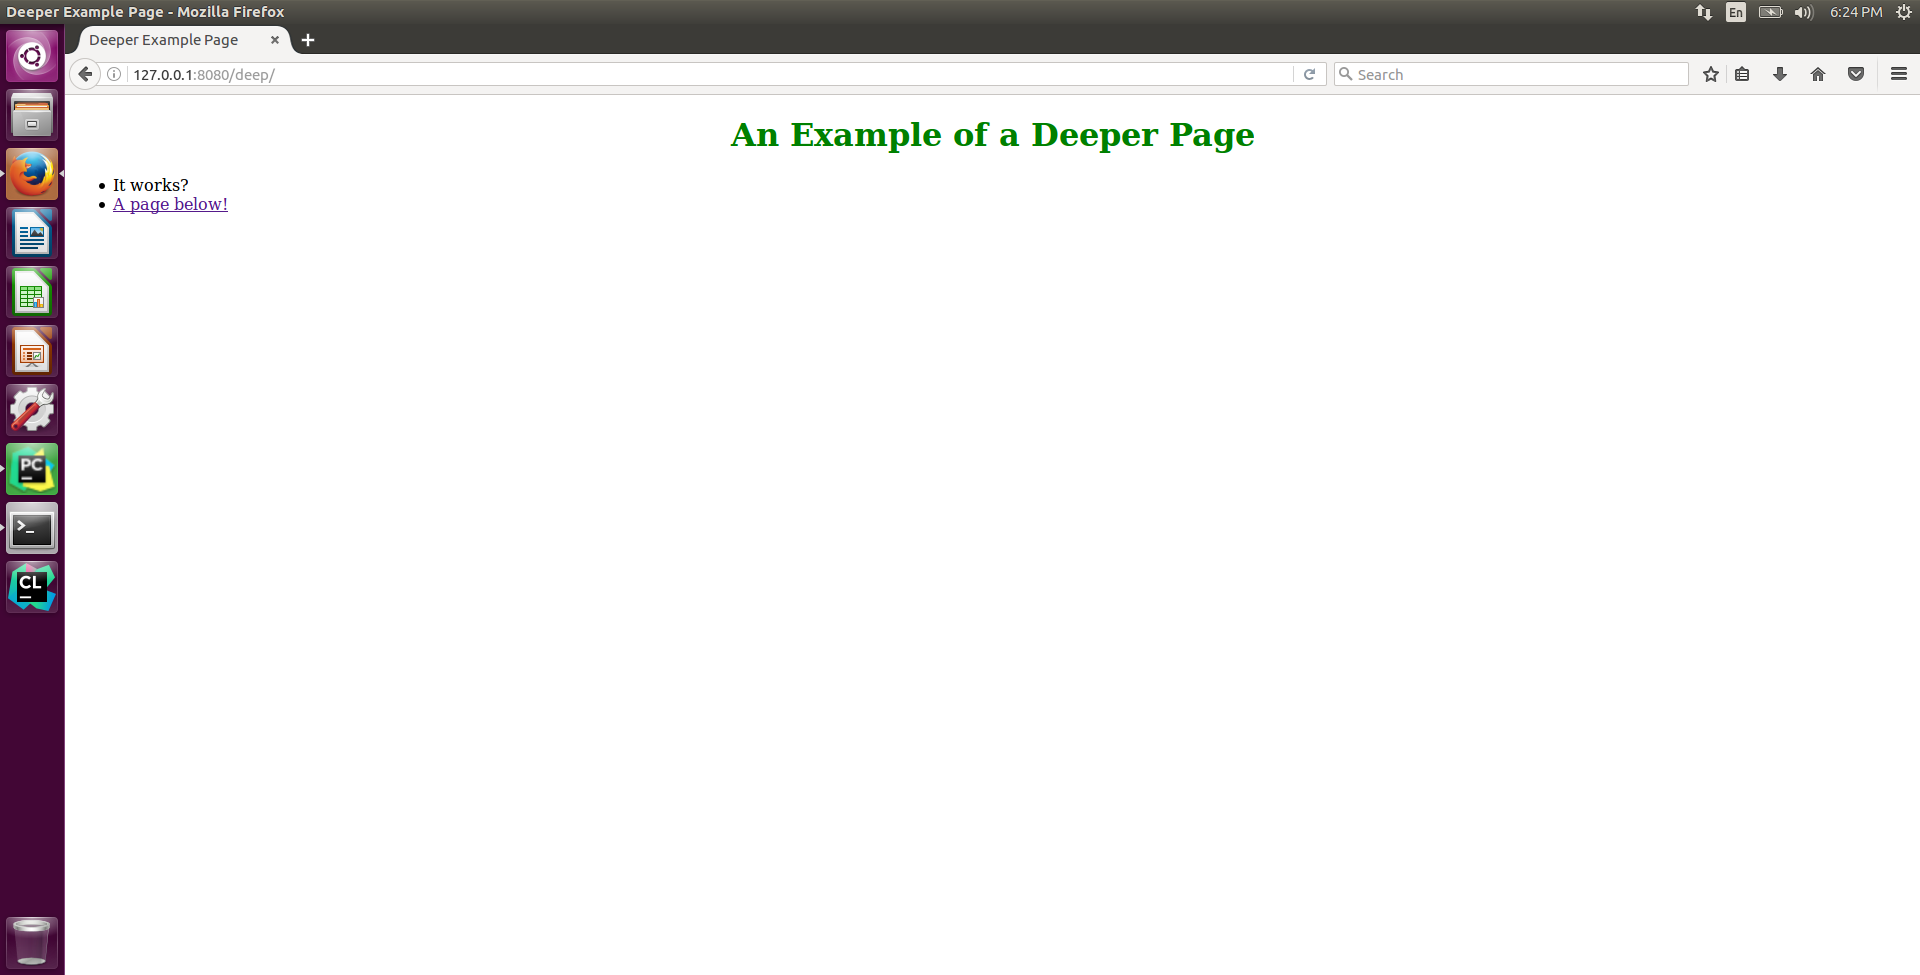 Deeper Example Page - Mozilla Firefox
En
6:24 PM
Deeper Example Page
127.0.0.1:8080/deep/
Search
An Example of a Deeper Page
It works?
A page below!
PC
>_
CL